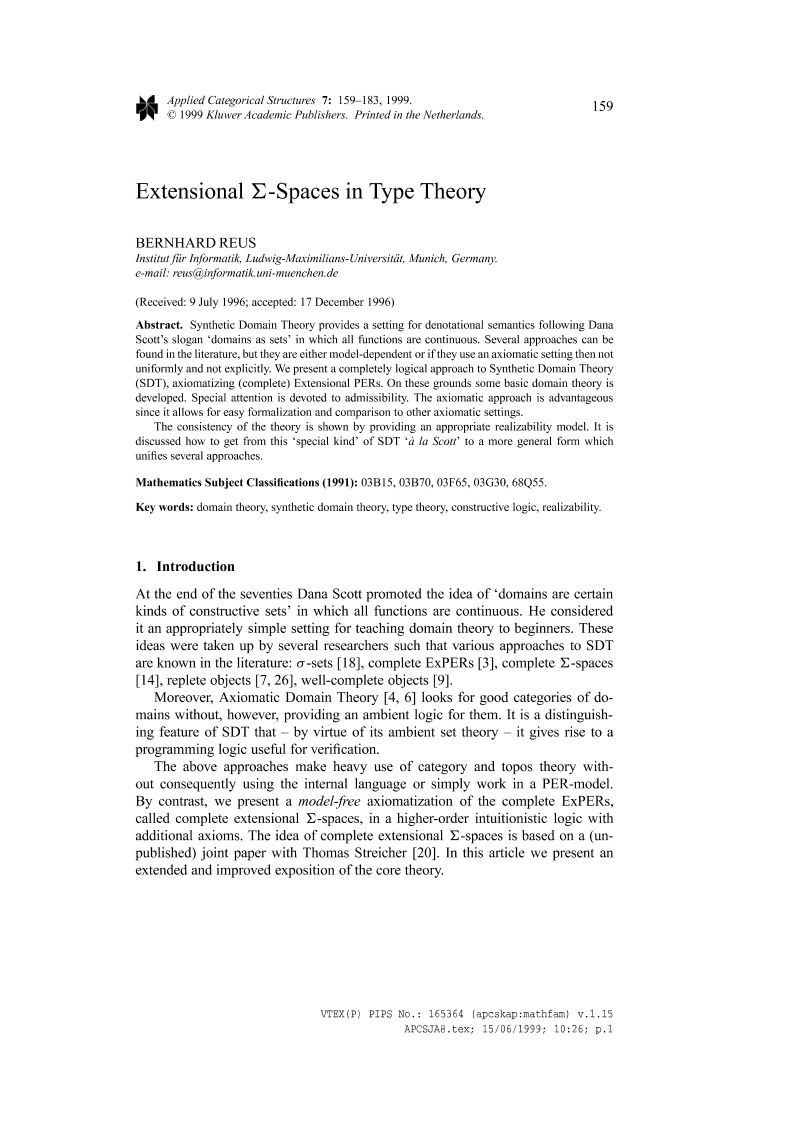 Applied Categorical Structures 7: 159–183, 1999.
© 1999 Kluwer Academic Publishers. Printed in the Netherlands.
159
Extensional Σ-Spaces in Type Theory
BERNHARD REUS
Institut für Informatik, Ludwig-Maximilians-Universität, Munich, Germany.
e-mail: reus@informatik.uni-muenchen.de
(Received: 9 July 1996; accepted: 17 December 1996)
Abstract. Synthetic Domain Theory provides a setting for denotational semantics following Dana
Scott's slogan 'domains as sets' in which all functions are continuous. Several approaches can be
found in the literature, but they are either model-dependent or if they use an axiomatic setting then not
uniformly and not explicitly. We present a completely logical approach to Synthetic Domain Theory
(SDT), axiomatizing (complete) Extensional PERs. On these grounds some basic domain theory is
developed. Special attention is devoted to admissibility. The axiomatic approach is advantageous
since it allows for easy formalization and comparison to other axiomatic settings.
The consistency of the theory is shown by providing an appropriate realizability model. It is
discussed how to get from this 'special kind' of SDT 'à la Scott' to a more general form which
unifies several approaches.
Mathematics Subject Classifications (1991): 03B15, 03B70, 03F65, 03G30, 68Q55.
Key words: domain theory, synthetic domain theory, type theory, constructive logic, realizability.
1. Introduction
At the end of the seventies Dana Scott promoted the idea of 'domains are certain
kinds of constructive sets' in which all functions are continuous. He considered
it an appropriately simple setting for teaching domain theory to beginners. These
ideas were taken up by several researchers such that various approaches to SDT
are known in the literature: σ-sets [18], complete ExPERs [3], complete Σ-spaces
[14], replete objects [7, 26], well-complete objects [9].
Moreover, Axiomatic Domain Theory [4, 6] looks for good categories of do-
mains without, however, providing an ambient logic for them. It is a distinguish-
ing feature of SDT that – by virtue of its ambient set theory – it gives rise to a
programming logic useful for verification.
The above approaches make heavy use of category and topos theory with-
out consequently using the internal language or simply work in a PER-model.
By contrast, we present a model-free axiomatization of the complete ExPERs,
called complete extensional Σ-spaces, in a higher-order intuitionistic logic with
additional axioms. The idea of complete extensional Σ-spaces is based on a (un-
published) joint paper with Thomas Streicher [20]. In this article we present an
extended and improved exposition of the core theory.
VTEX(P) PIPS No.: 165364 (apcskap:mathfam) v.1.15
APCSJA8.tex; 15/06/1999; 10:26; p.1